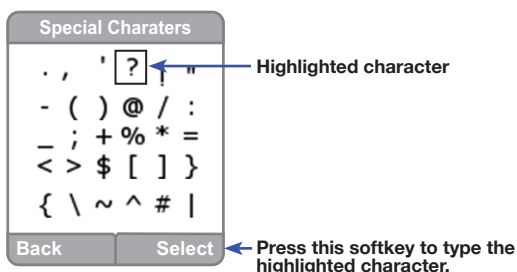 Special Charaters
. , ' ? ! "
Highlighted character
- ( ) @ / :
_ ; + % * =
< > $ [ ] }
{ \ ~ ^ # |
Back Select
Press this softkey to type the
highlighted character.